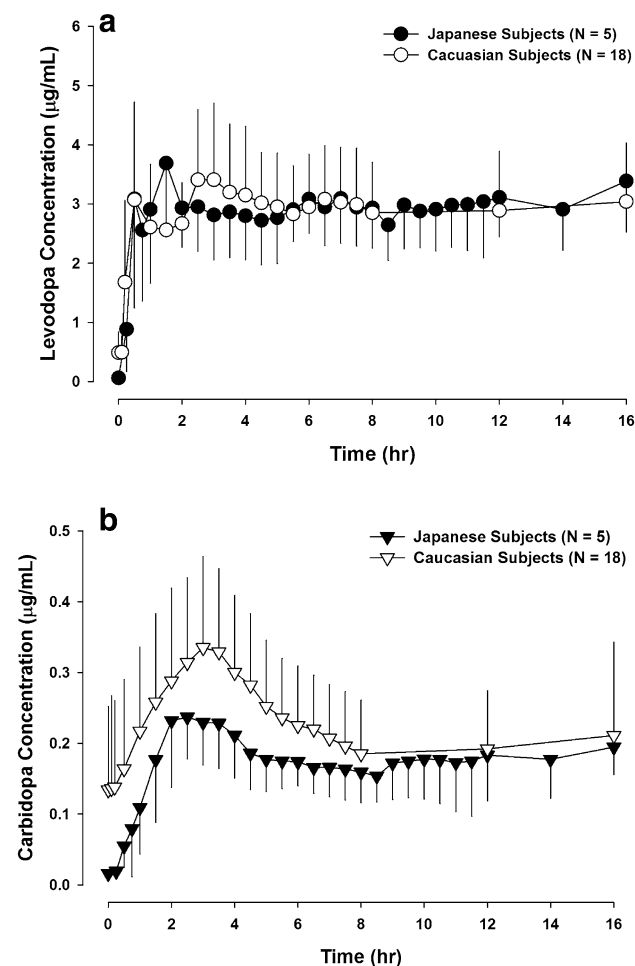 a
Japanese Subjects (N = 5)
Cacuasian Subjects (N = 18)
Levodopa Concentration (μg/mL)
6
5
4
3
2
1
0
0 2 4 6 8 10 12 14 16
Time (hr)
b
Japanese Subjects (N = 5)
Caucasian Subjects (N = 18)
Carbidopa Concentration (μg/mL)
0.5
0.4
0.3
0.2
0.1
0.0
0 2 4 6 8 10 12 14 16
Time (hr)